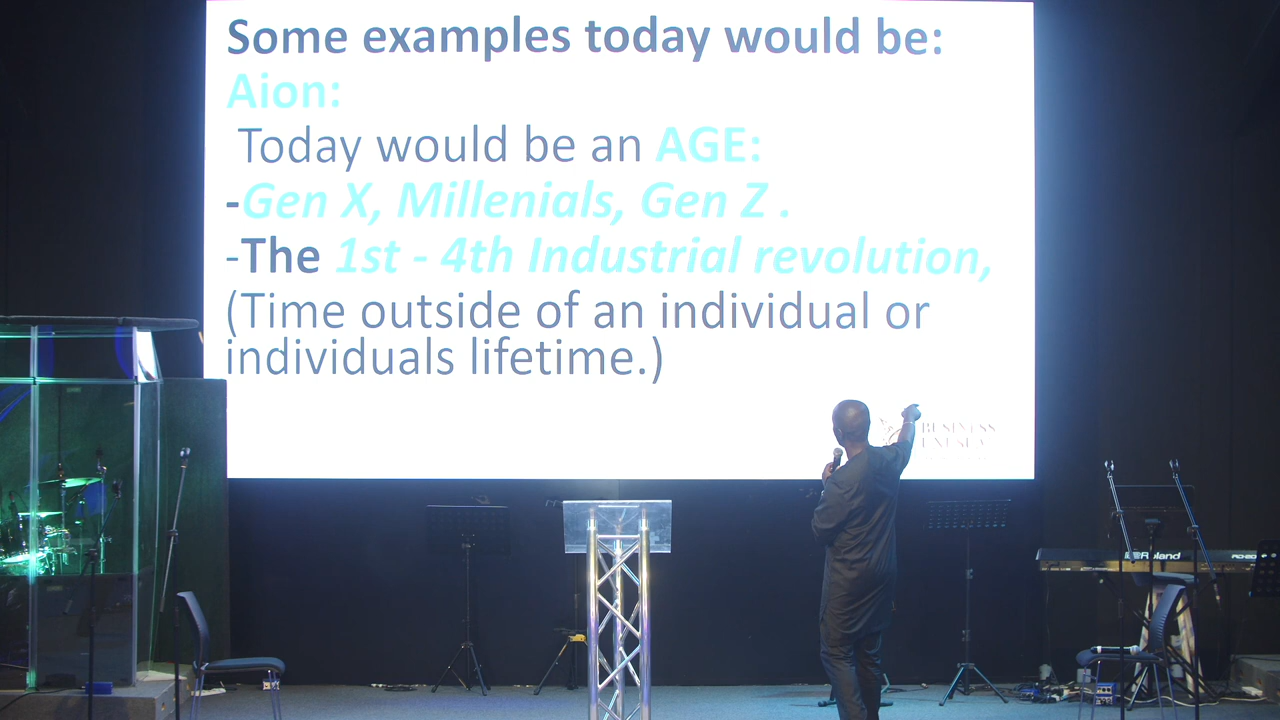 Some examples today would be:
Aion:
Today would be an AGE:
-Gen X, Millenials, Gen Z .
-The 1st - 4th Industrial revolution,
(Time outside of an individual or
individuals lifetime.)
BUSINESS
Roland